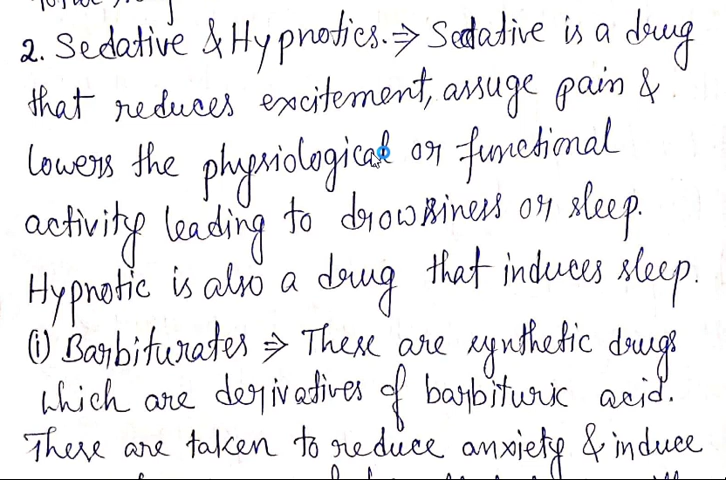 2. Sedative & Hypnotics. ⇒ Sedative is a drug
that reduces excitement, assuge pain &
lowers the physiological or functional
activity leading to drowsiness or sleep.
Hypnotic is also a drug that induces sleep.
(i) Barbiturates ⇒ These are synthetic drugs
which are derivatives of barbituric acid.
These are taken to reduce anxiety & induce